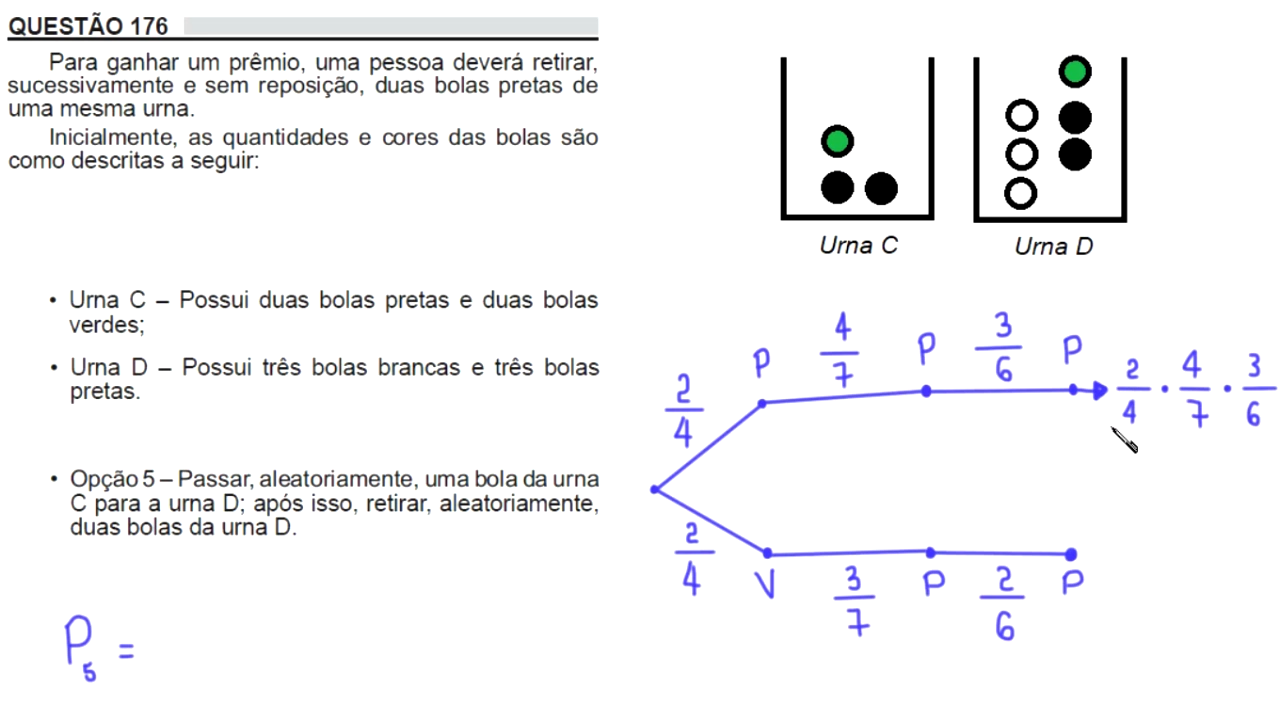 QUESTÃO 176
Para ganhar um prêmio, uma pessoa deverá retirar,
sucessivamente e sem reposição, duas bolas pretas de
uma mesma urna.
Inicialmente, as quantidades e cores das bolas são
como descritas a seguir:
• Urna C – Possui duas bolas pretas e duas bolas
verdes;
• Urna D – Possui três bolas brancas e três bolas
pretas.
• Opção 5 – Passar, aleatoriamente, uma bola da urna
C para a urna D; após isso, retirar, aleatoriamente,
duas bolas da urna D.
P5 =
Urna C
Urna D
2/4 P 4/7 P 3/6 P 2/4 · 4/7 · 3/6
2/4 V 3/7 P 2/6 P